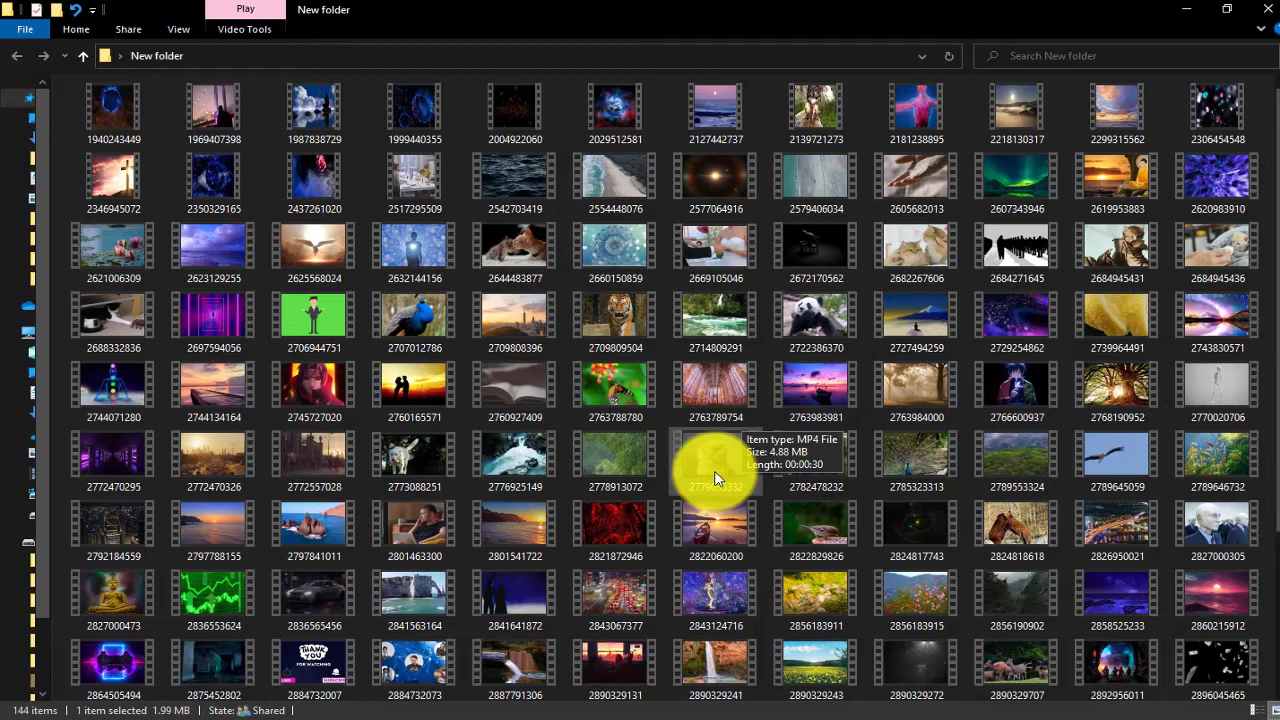 Play
New folder
File
Home
Share
View
Video Tools
New folder
Search New folder
1940243449 1969407398 1987838729 1999440355 2004922060 2029512581 2127442737 2139721273 2181238895 2218130317 2299315562 2306454548
2346945072 2350329165 2437261020 2517295509 2542703419 2554448076 2577064916 2579406034 2605682013 2607343946 2619953883 2620983910
2621006309 2623129255 2625568024 2632144156 2644483877 2660150859 2669105046 2672170562 2682267606 2684271645 2684945431 2684945436
2688332836 2697594056 2706944751 2707012786 2709808396 2709809504 2714809291 2722386370 2727494259 2729254862 2739964491 2743830571
2744071280 2744134164 2745727020 2760165571 2760927409 2763788780 2763789754 2763983981 2763984000 2766600937 2768190952 2770020706
Item type: MP4 File
Size: 4.88 MB
Length: 00:00:30
2772470295 2772470326 2772557028 2773088251 2776925149 2778913072 2782478232 2785323313 2789553324 2789645079 2789646732
2792184559 2797788155 2797841011 2801463300 2801541722 2821872946 2822060200 2822829826 2824817743 2824818618 2826950021 2827000305
2827000473 2836553624 2836565456 2841563164 2841641872 2843067377 2843124716 2856183911 2856183915 2856190902 2858525233 2860215912
THANK
YOU
FOR WATCHING
LIKE
SUBSCRIBE
2864505494 2875452802 2884732007 2884732073 2887791306 2890329131 2890329241 2890329243 2890329272 2890329707 2892956011 2896045465
144 items
1 item selected 1.99 MB
State:
Shared